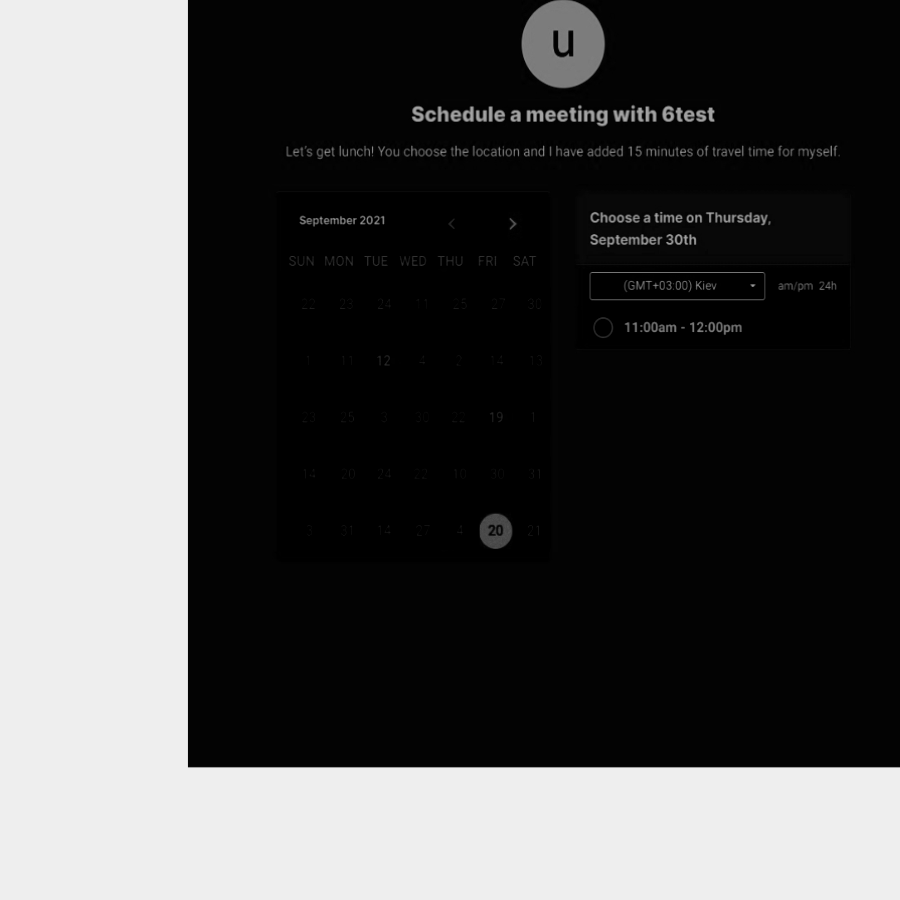 u
Schedule a meeting with 6test
Let's get lunch! You choose the location and I have added 15 minutes of travel time for myself.
September 2021
SUN MON TUE WED THU FRI SAT
22 23 24 11 25 27 30
1 11 12 4 2 14 13
23 25 3 30 22 19 1
14 20 24 22 10 30 31
3 31 14 27 4 20 21
Choose a time on Thursday,
September 30th
(GMT+03:00) Kiev am/pm 24h
11:00am - 12:00pm